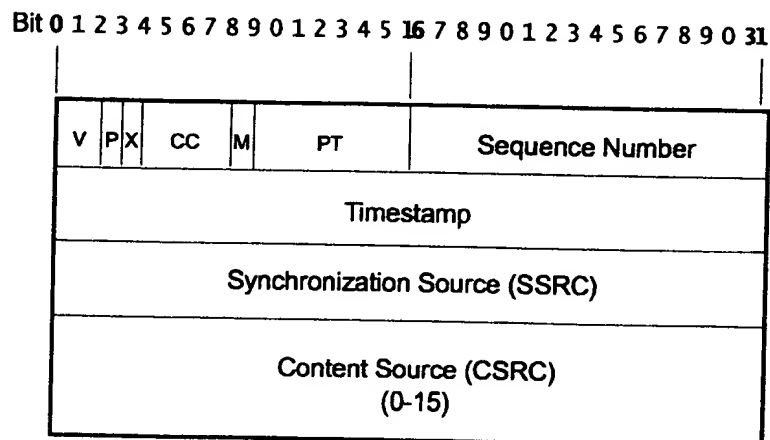 Bit 0 1 2 3 4 5 6 7 8 9 0 1 2 3 4 5 16 7 8 9 0 1 2 3 4 5 6 7 8 9 0 31
V P X CC M PT Sequence Number
Timestamp
Synchronization Source (SSRC)
Content Source (CSRC)
(0-15)